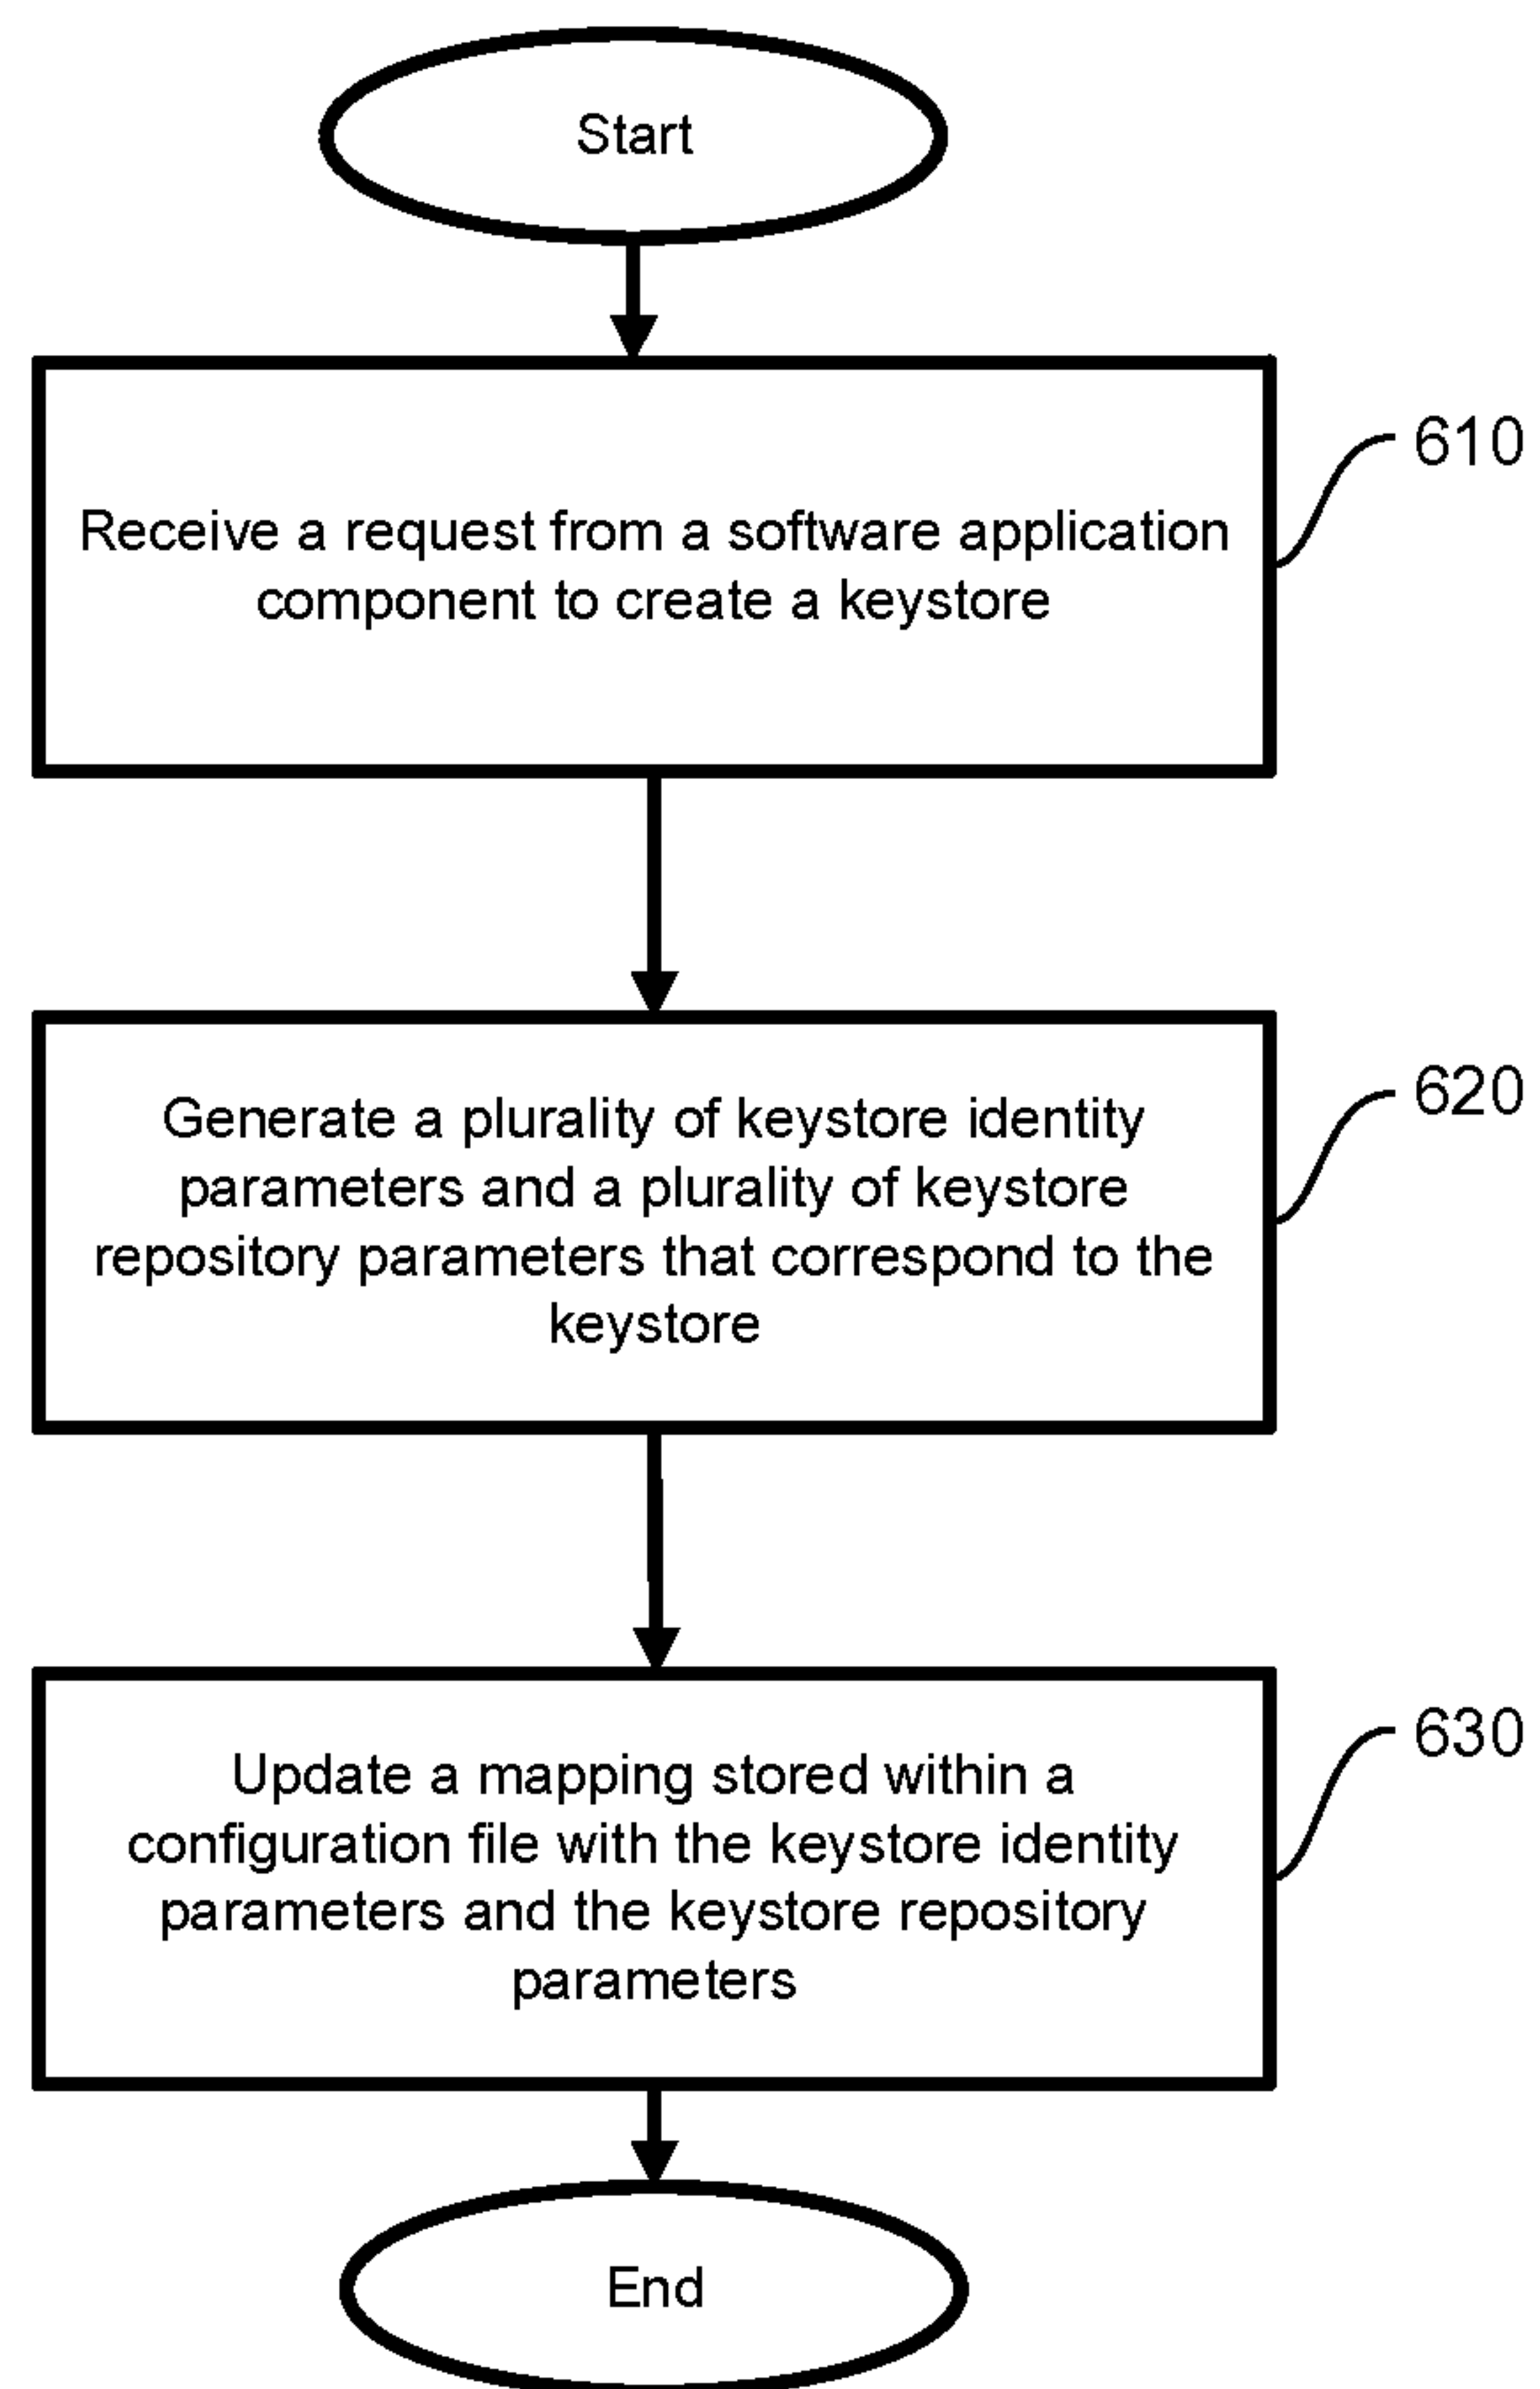 Start
610
Receive a request from a software application
component to create a keystore
620
Generate a plurality of keystore identity
parameters and a plurality of keystore
repository parameters that correspond to the
keystore
630
Update a mapping stored within a
configuration file with the keystore identity
parameters and the keystore repository
parameters
End